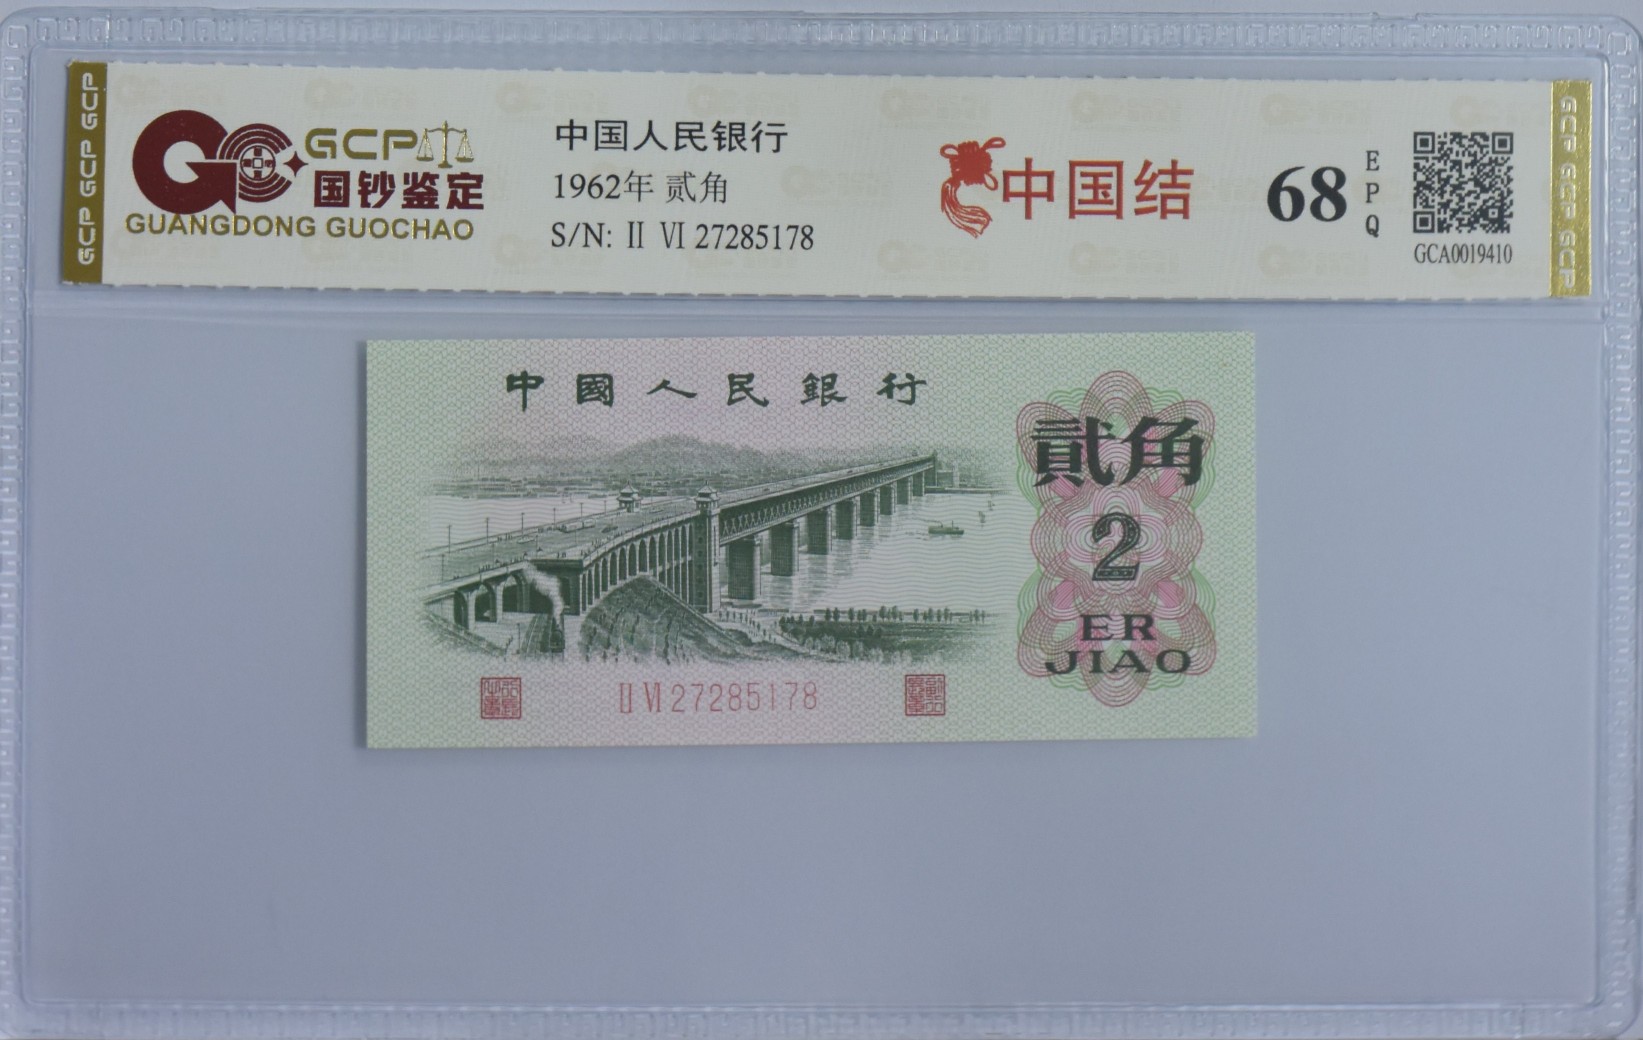 GCP GCP GCP
GCP
国钞鉴定
GUANGDONG GUOCHAO
中国人民银行
1962年 贰角
S/N: II VI 27285178
中国结
68
EPQ
GCA0019410
GCP GCP GCP
中國人民銀行
貳角
2
ER
JIAO
II VI 27285178